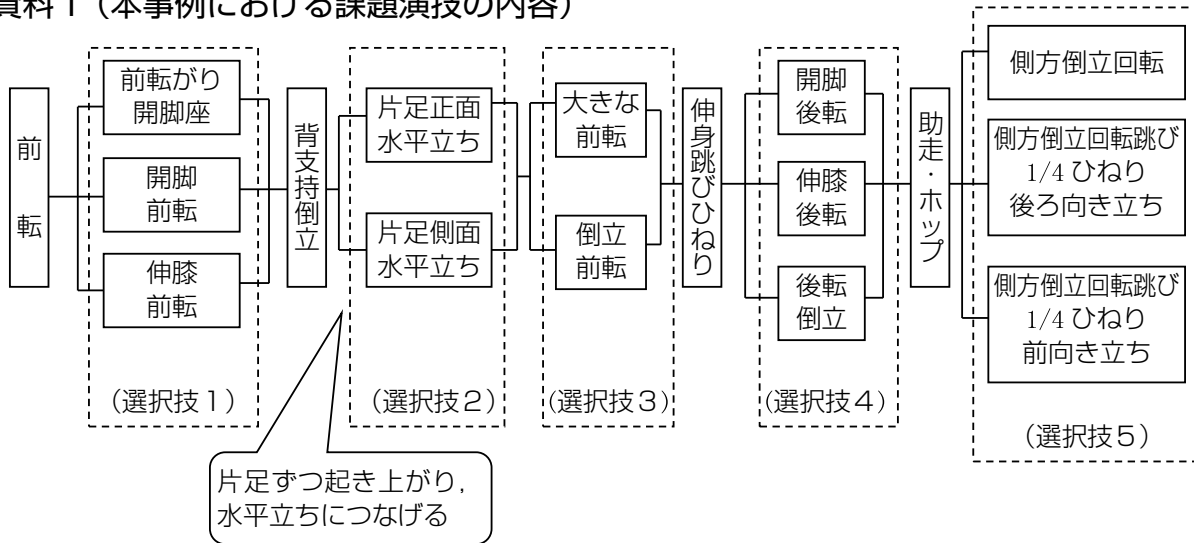 資料1（本事例における課題演技の内容）
前転
前転がり
開脚座
開脚
前転
伸膝
前転
（選択技１）
背支持倒立
片足正面
水平立ち
片足側面
水平立ち
（選択技２）
片足ずつ起き上がり，
水平立ちにつなげる
大きな
前転
倒立
前転
（選択技３）
伸身跳びひねり
開脚
後転
伸膝
後転
後転
倒立
（選択技４）
助走・ホップ
側方倒立回転
側方倒立回転跳び
1/4 ひねり
後ろ向き立ち
側方倒立回転跳び
1/4 ひねり
前向き立ち
（選択技５）